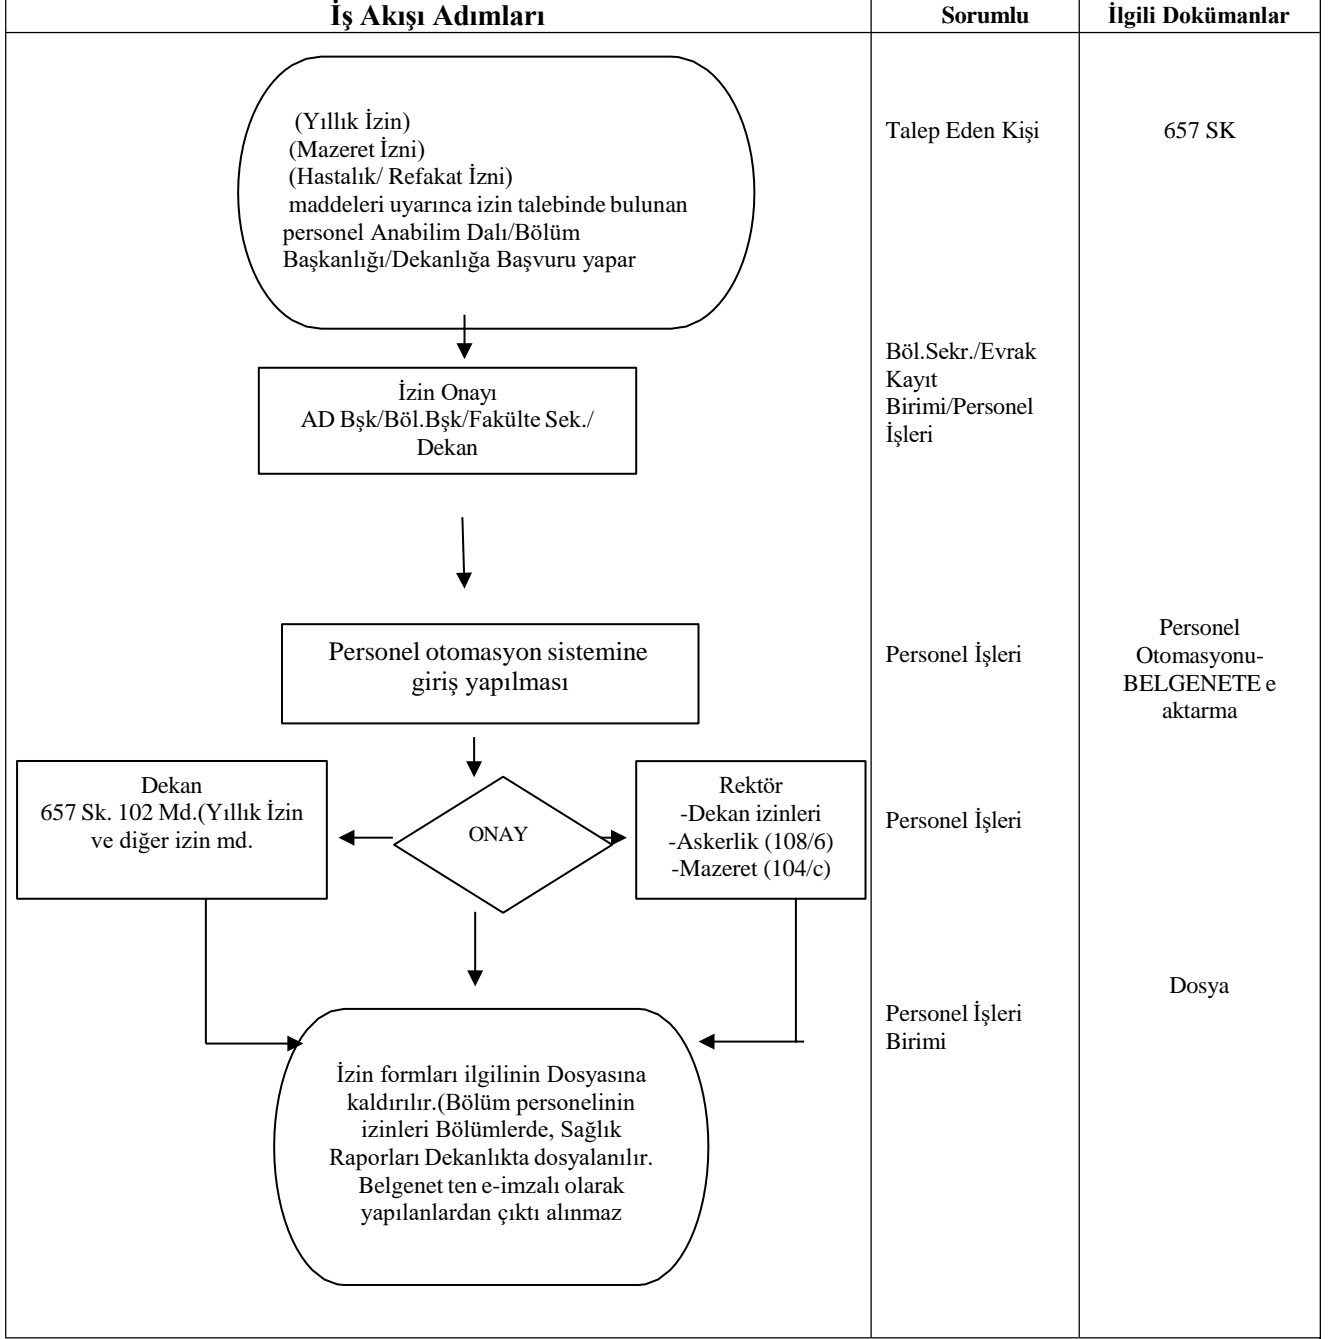 İş Akışı Adımları
Sorumlu
İlgili Dokümanlar
(Yıllık İzin)
(Mazeret İzni)
(Hastalık/ Refakat İzni)
maddeleri uyarınca izin talebinde bulunan
personel Anabilim Dalı/Bölüm
Başkanlığı/Dekanlığa Başvuru yapar
Talep Eden Kişi
657 SK
İzin Onayı
AD Bşk/Böl.Bşk/Fakülte Sek./
Dekan
Böl.Sekr./Evrak
Kayıt
Birimi/Personel
İşleri
Personel otomasyon sistemine
giriş yapılması
Personel İşleri
Personel
Otomasyonu-
BELGENETE e
aktarma
Dekan
657 Sk. 102 Md.(Yıllık İzin
ve diğer izin md.
ONAY
Rektör
-Dekan izinleri
-Askerlik (108/6)
-Mazeret (104/c)
Personel İşleri
İzin formları ilgilinin Dosyasına
kaldırılır.(Bölüm personelinin
izinleri Bölümlerde, Sağlık
Raporları Dekanlıkta dosyalanılır.
Belgenet ten e-imzalı olarak
yapılanlardan çıktı alınmaz
Personel İşleri
Birimi
Dosya